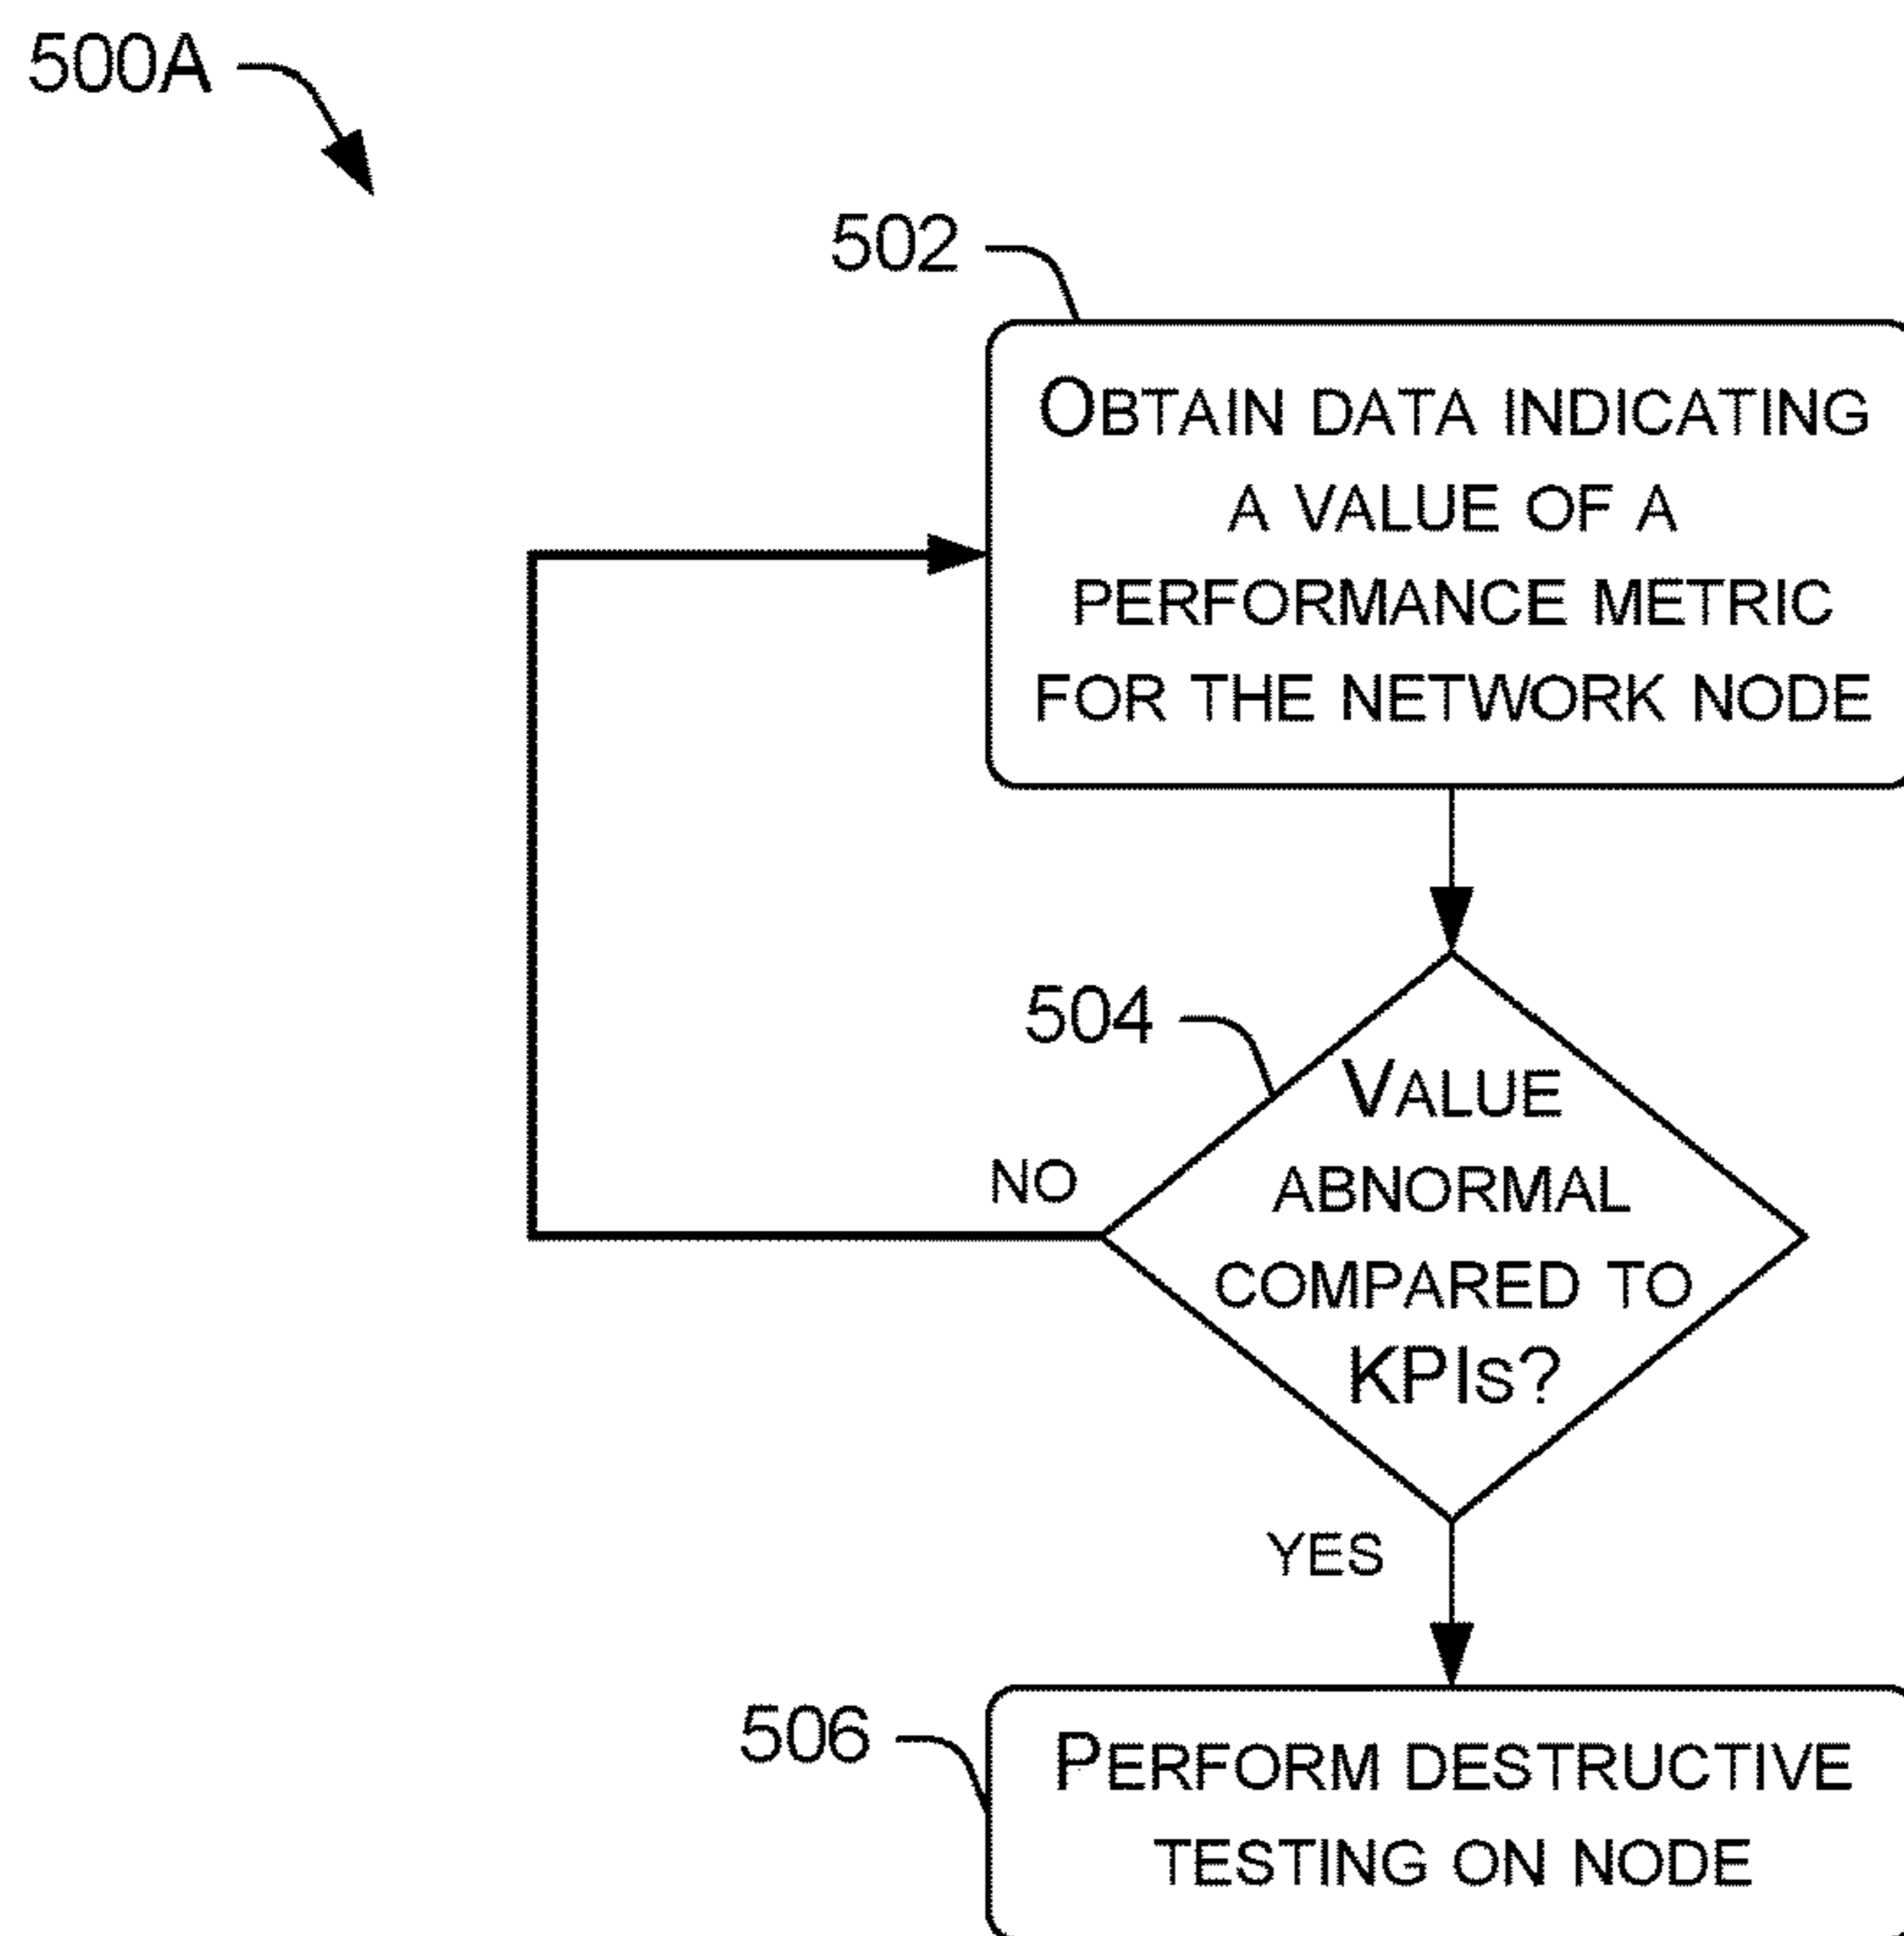 500A
502
OBTAIN DATA INDICATING
A VALUE OF A
PERFORMANCE METRIC
FOR THE NETWORK NODE
504
VALUE
ABNORMAL
COMPARED TO
KPIS?
NO
YES
506
PERFORM DESTRUCTIVE
TESTING ON NODE